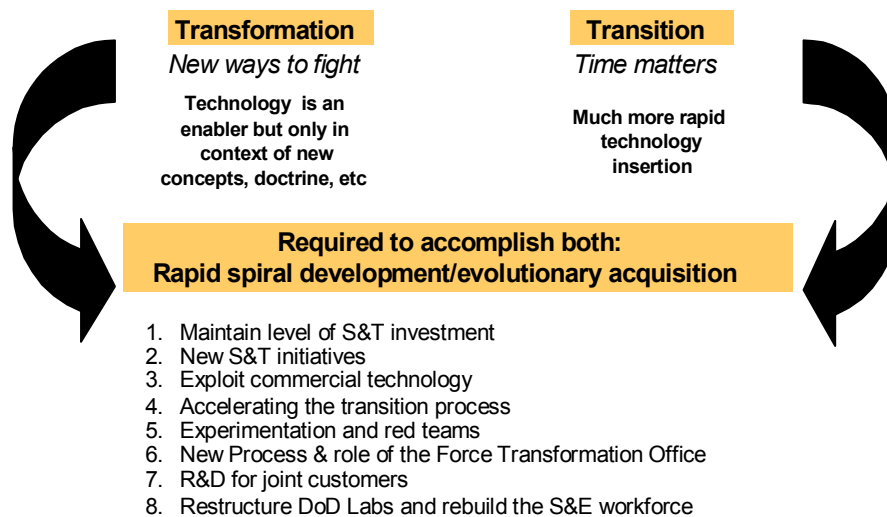 Transformation
New ways to fight
Technology is an
enabler but only in
context of new
concepts, doctrine, etc
Transition
Time matters
Much more rapid
technology
insertion
Required to accomplish both:
Rapid spiral development/evolutionary acquisition
1. Maintain level of S&T investment
2. New S&T initiatives
3. Exploit commercial technology
4. Accelerating the transition process
5. Experimentation and red teams
6. New Process & role of the Force Transformation Office
7. R&D for joint customers
8. Restructure DoD Labs and rebuild the S&E workforce